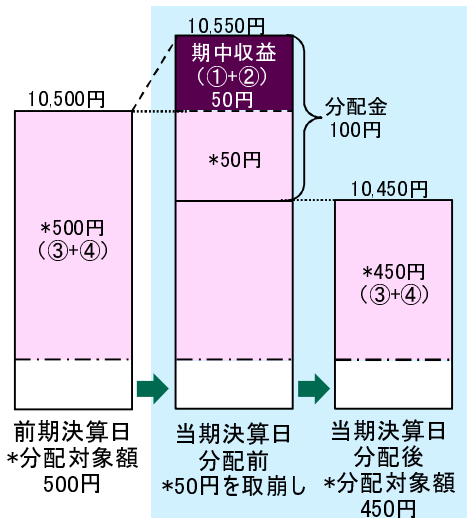 10,550円
期中収益
(①+②)
50円
10,500円
分配金
100円
*50円
10,450円
*500円
(③+④)
*450円
(③+④)
前期決算日
*分配対象額
500円
当期決算日
分配前
*50円を取崩し
当期決算日
分配後
*分配対象額
450円